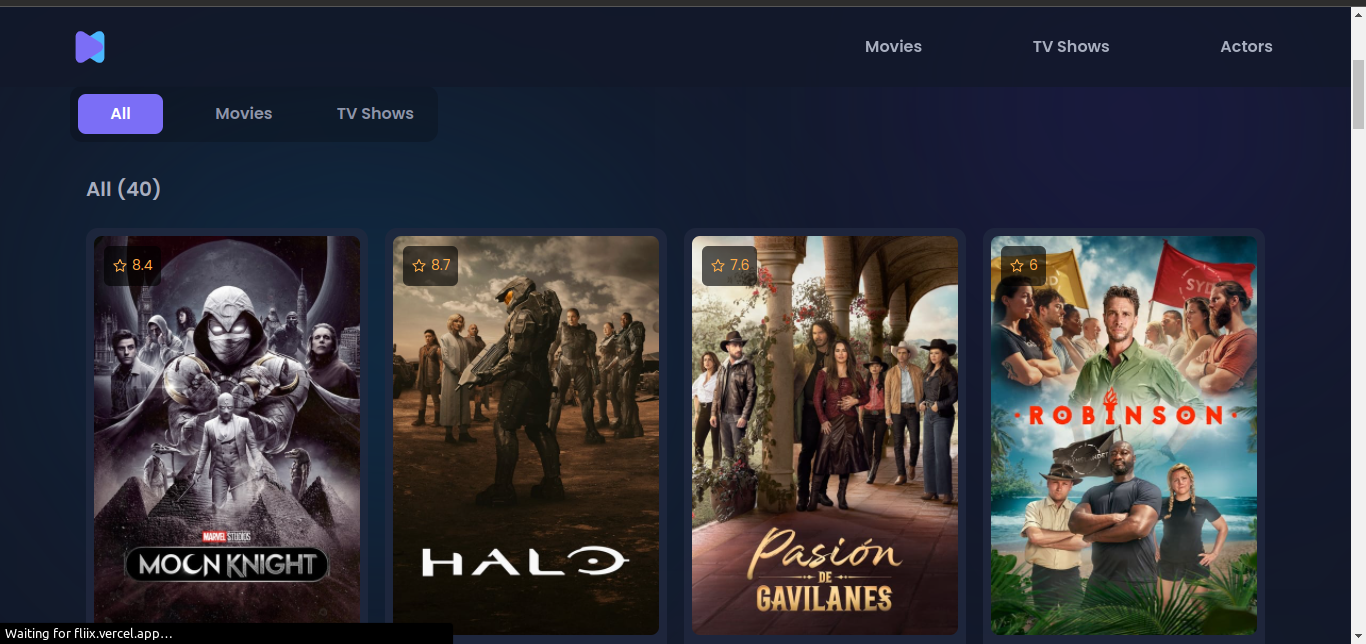 Movies
TV Shows
Actors
All
Movies
TV Shows
All (40)
8.4
8.7
7.6
6
MARVEL STUDIOS
MOON KNIGHT
HALO
Pasión
DE
GAVILANES
SYD
ROBINSON
Waiting for fliix.vercel.app...